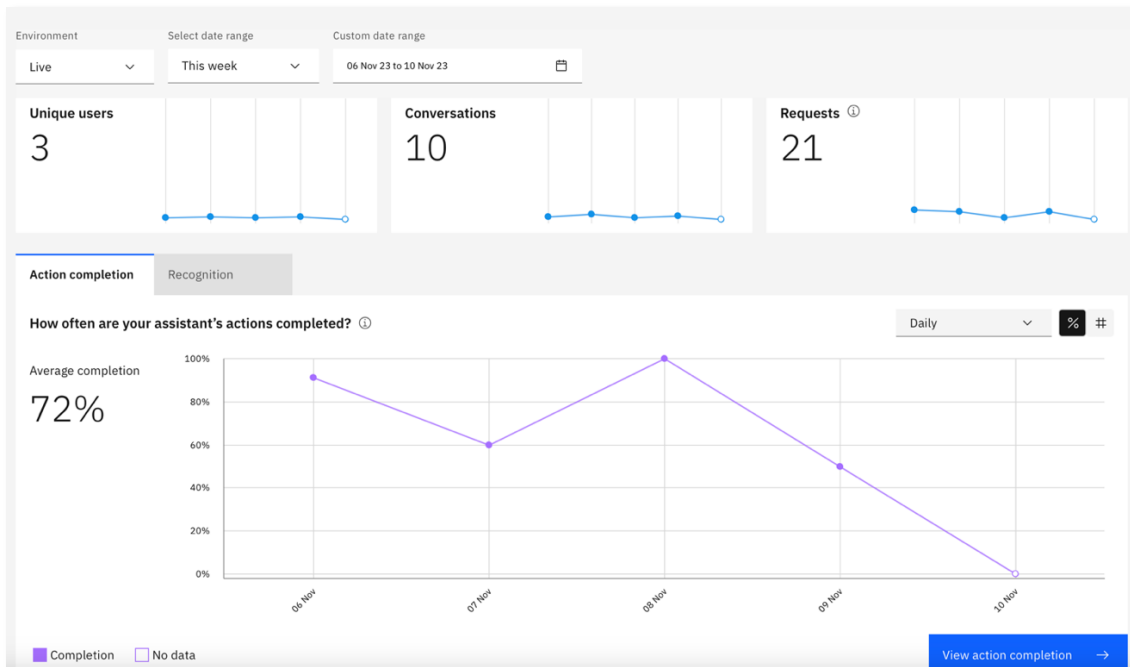 Environment
Select date range
Custom date range
Live
This week
06 Nov 23 to 10 Nov 23
Unique users
3
Conversations
10
Requests
21
Action completion
Recognition
How often are your assistant's actions completed?
Daily
%
#
Average completion
72%
100%
80%
60%
40%
20%
0%
06 Nov
07 Nov
08 Nov
09 Nov
10 Nov
Completion
No data
View action completion